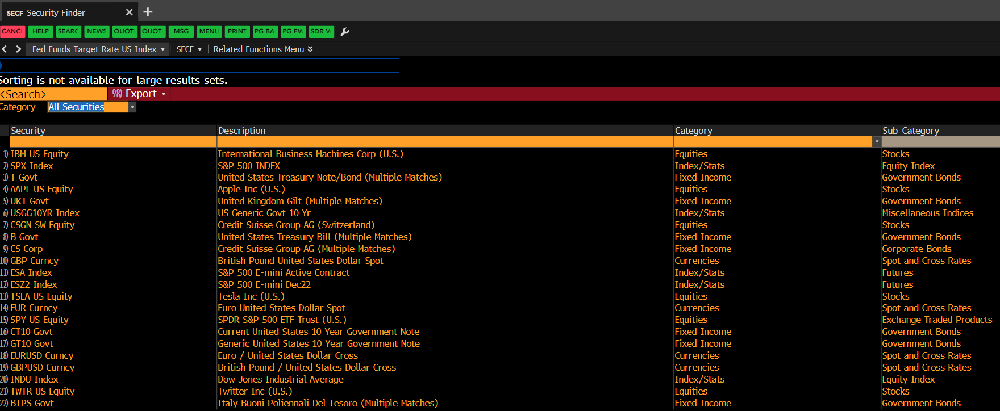 SECF Security Finder
CANC HELP SEARC NEWS QUOT QUOT MSG MENU PRINT PG BA PG FW SDR V
Fed Funds Target Rate US Index SECF Related Functions Menu
Sorting is not available for large results sets.
<Search> 98) Export
Category All Securities
Security Description Category Sub-Category
1) IBM US Equity International Business Machines Corp (U.S.) Equities Stocks
2) SPX Index S&P 500 INDEX Index/Stats Equity Index
3) T Govt United States Treasury Note/Bond (Multiple Matches) Fixed Income Government Bonds
4) AAPL US Equity Apple Inc (U.S.) Equities Stocks
5) UKT Govt United Kingdom Gilt (Multiple Matches) Fixed Income Government Bonds
6) USGG10YR Index US Generic Govt 10 Yr Index/Stats Miscellaneous Indices
7) CSGN SW Equity Credit Suisse Group AG (Switzerland) Equities Stocks
8) B Govt United States Treasury Bill (Multiple Matches) Fixed Income Government Bonds
9) CS Corp Credit Suisse Group AG (Multiple Matches) Fixed Income Corporate Bonds
10) GBP Curncy British Pound United States Dollar Spot Currencies Spot and Cross Rates
11) ESA Index S&P 500 E-mini Active Contract Index/Stats Futures
12) ESZ2 Index S&P 500 E-mini Dec22 Index/Stats Futures
13) TSLA US Equity Tesla Inc (U.S.) Equities Stocks
14) EUR Curncy Euro United States Dollar Spot Currencies Spot and Cross Rates
15) SPY US Equity SPDR S&P 500 ETF Trust (U.S.) Equities Exchange Traded Products
16) CT10 Govt Current United States 10 Year Government Note Fixed Income Government Bonds
17) GT10 Govt Generic United States 10 Year Government Note Fixed Income Government Bonds
18) EURUSD Curncy Euro / United States Dollar Cross Currencies Spot and Cross Rates
19) GBPUSD Curncy British Pound / United States Dollar Cross Currencies Spot and Cross Rates
20) INDU Index Dow Jones Industrial Average Index/Stats Equity Index
21) TWTR US Equity Twitter Inc (U.S.) Equities Stocks
22) BTPS Govt Italy Buoni Poliennali Del Tesoro (Multiple Matches) Fixed Income Government Bonds